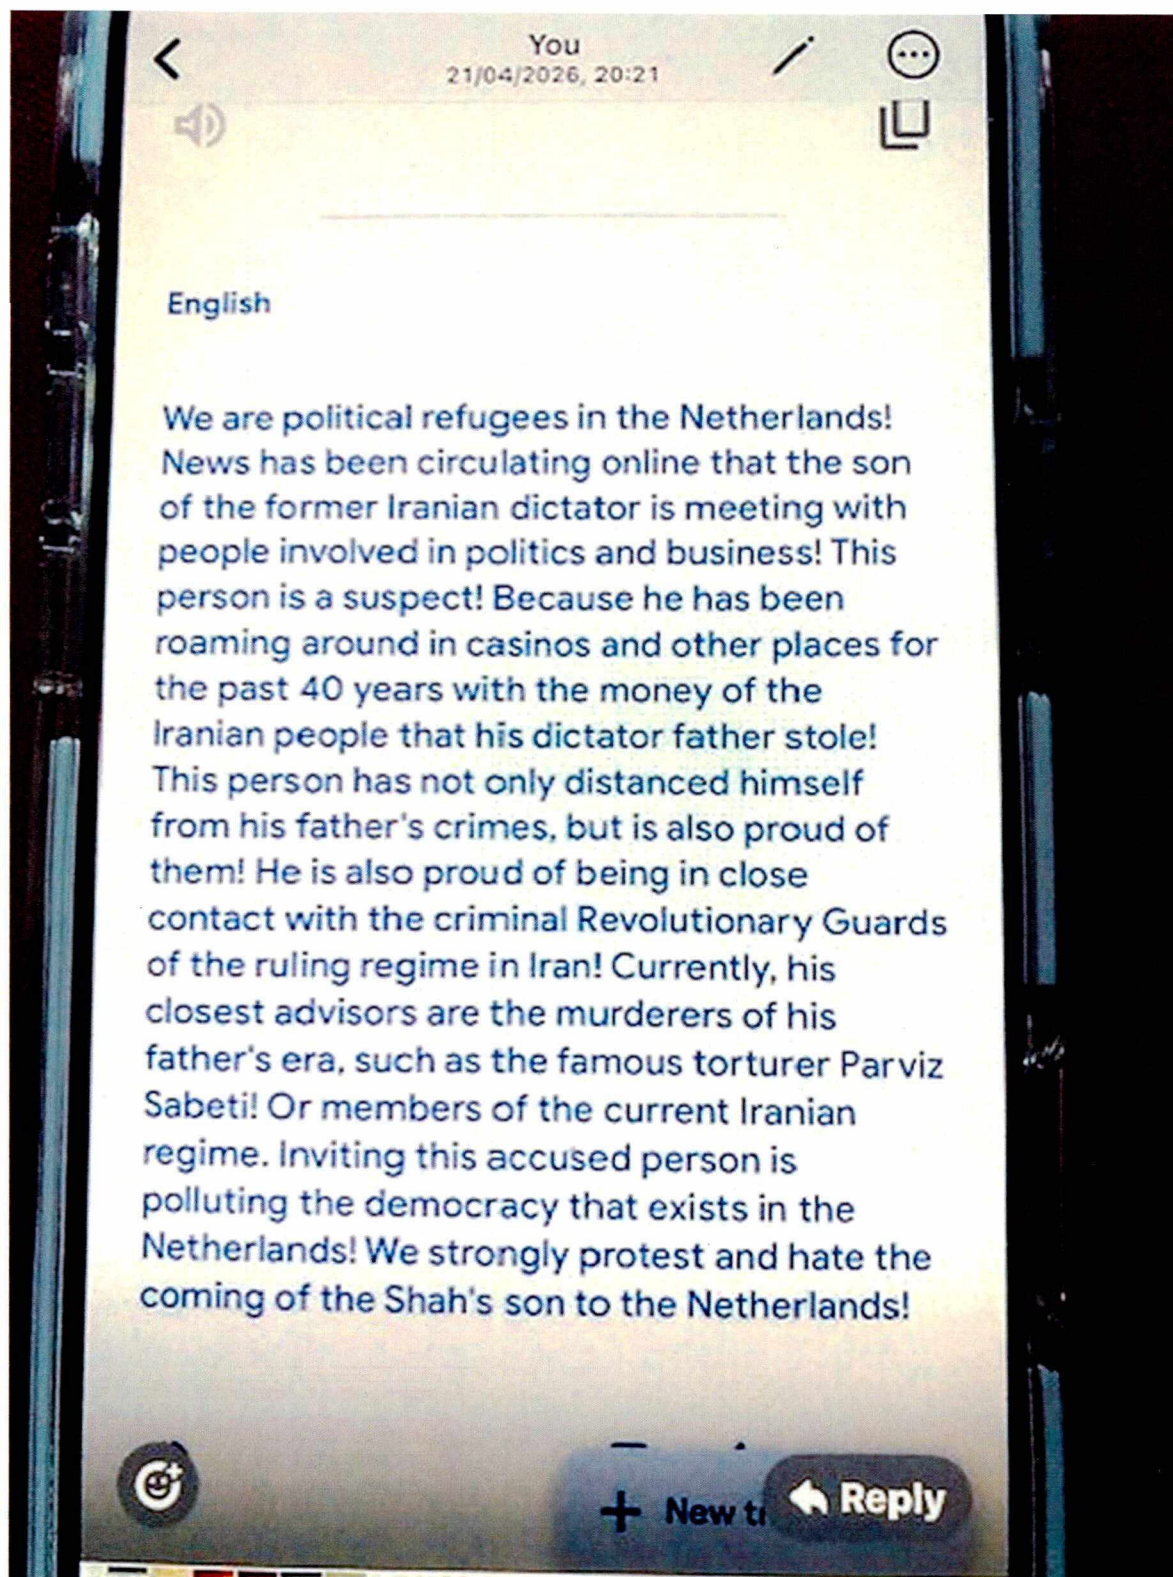 You
21/04/2026, 20:21
English
We are political refugees in the Netherlands!
News has been circulating online that the son
of the former Iranian dictator is meeting with
people involved in politics and business! This
person is a suspect! Because he has been
roaming around in casinos and other places for
the past 40 years with the money of the
Iranian people that his dictator father stole!
This person has not only distanced himself
from his father's crimes, but is also proud of
them! He is also proud of being in close
contact with the criminal Revolutionary Guards
of the ruling regime in Iran! Currently, his
closest advisors are the murderers of his
father's era, such as the famous torturer Parviz
Sabeti! Or members of the current Iranian
regime. Inviting this accused person is
polluting the democracy that exists in the
Netherlands! We strongly protest and hate the
coming of the Shah's son to the Netherlands!
+ New
Reply